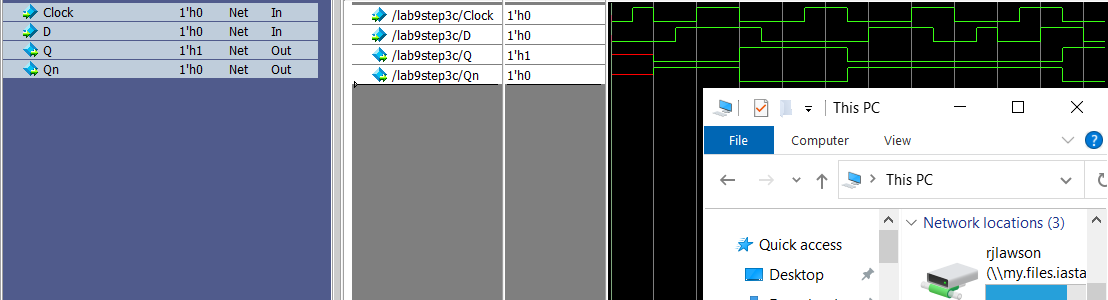 Clock 1'h0 Net In
D 1'h0 Net In
Q 1'h1 Net Out
Qn 1'h0 Net Out
/lab9step3c/Clock 1'h0
/lab9step3c/D 1'h0
/lab9step3c/Q 1'h1
/lab9step3c/Qn 1'h0
This PC
File Computer View
This PC
Quick access
Desktop
Network locations (3)
rjlawson
(\\my.files.iasta